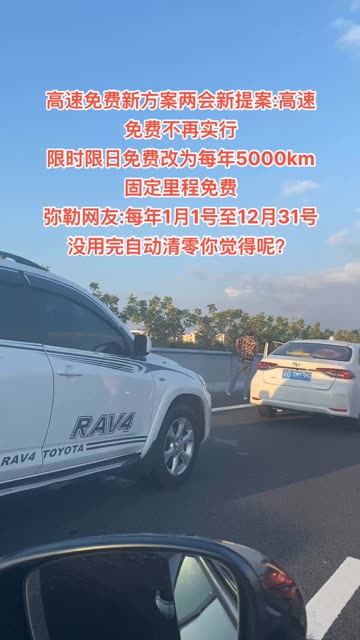 高速免费新方案两会新提案:高速
免费不再实行
限时限日免费改为每年5000km
固定里程免费
弥勒网友:每年1月1号至12月31号
没用完自动清零你觉得呢?
RAV4
RAV4 TOYOTA